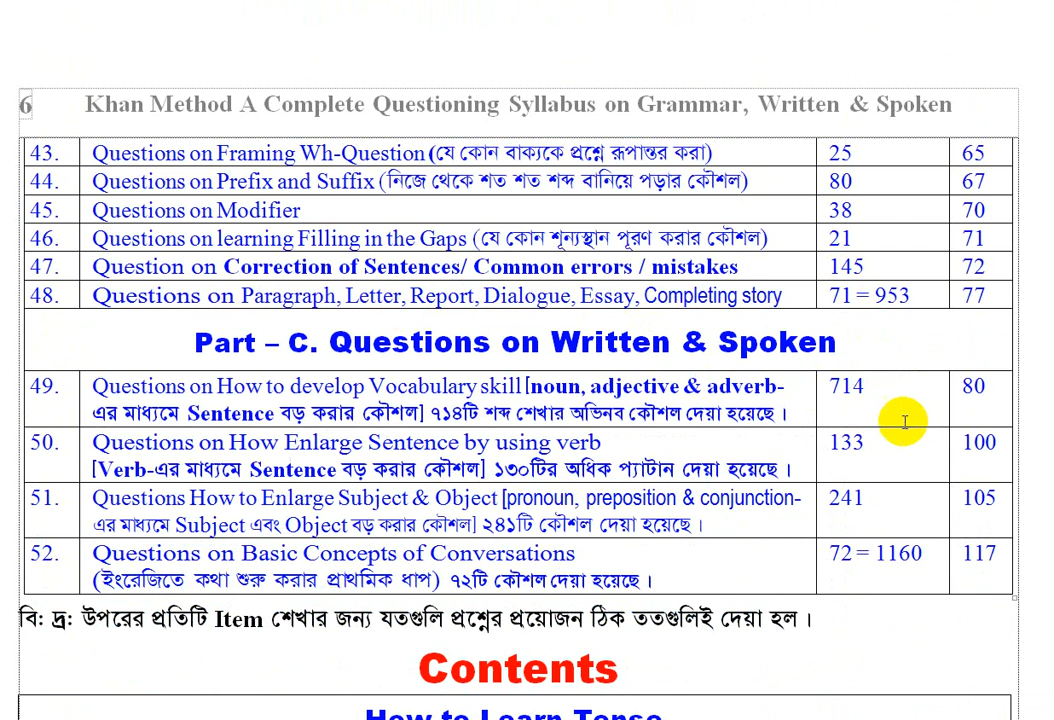 6 Khan Method A Complete Questioning Syllabus on Grammar, Written & Spoken
43. Questions on Framing Wh-Question (যে কোন বাক্যকে প্রশ্নে রূপান্তর করা) 25 65
44. Questions on Prefix and Suffix (নিজে থেকে শত শত শব্দ বানিয়ে পড়ার কৌশল) 80 67
45. Questions on Modifier 38 70
46. Questions on learning Filling in the Gaps (যে কোন শূন্যস্থান পূরণ করার কৌশল) 21 71
47. Question on Correction of Sentences/ Common errors / mistakes 145 72
48. Questions on Paragraph, Letter, Report, Dialogue, Essay, Completing story 71 = 953 77
Part – C. Questions on Written & Spoken
49. Questions on How to develop Vocabulary skill [noun, adjective & adverb- 714 80
এর মাধ্যমে Sentence বড় করার কৌশল] ৭১৪টি শব্দ শেখার অভিনব কৌশল দেয়া হয়েছে।
50. Questions on How Enlarge Sentence by using verb 133 100
[Verb-এর মাধ্যমে Sentence বড় করার কৌশল] ১৩০টির অধিক প্যাটান দেয়া হয়েছে।
51. Questions How to Enlarge Subject & Object [pronoun, preposition & conjunction- 241 105
এর মাধ্যমে Subject এবং Object বড় করার কৌশল] ২৪১টি কৌশল দেয়া হয়েছে।
52. Questions on Basic Concepts of Conversations 72 = 1160 117
(ইংরেজিতে কথা শুরু করার প্রাথমিক ধাপ) ৭২টি কৌশল দেয়া হয়েছে।
বি: দ্র: উপরের প্রতিটি Item শেখার জন্য যতগুলি প্রশ্নের প্রয়োজন ঠিক ততগুলিই দেয়া হল।
Contents
How to Learn Tense